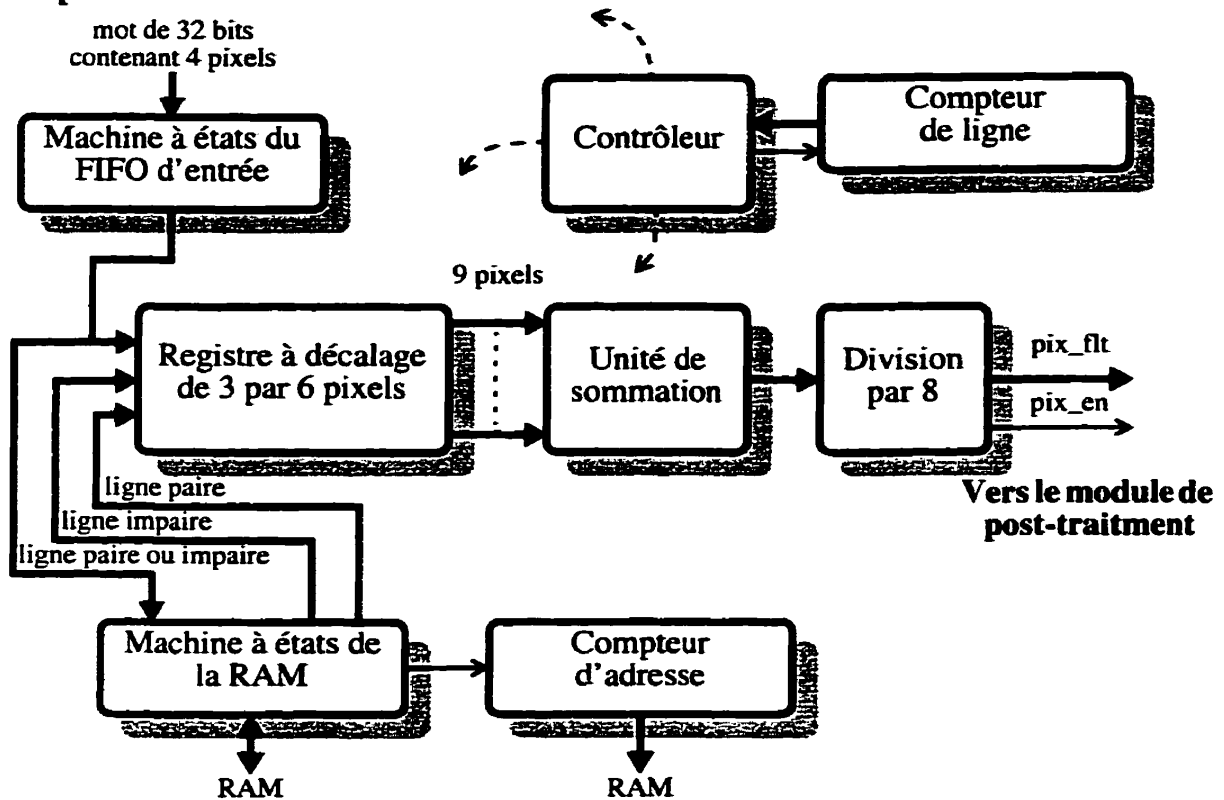 mot de 32 bits
contenant 4 pixels
Machine à états du
FIFO d'entrée
Contrôleur
Compteur
de ligne
9 pixels
Registre à décalage
de 3 par 6 pixels
Unité de
sommation
Division
par 8
pix_flt
pix_en
Vers le module de
post-traitment
ligne paire
ligne impaire
ligne paire ou impaire
Machine à états de
la RAM
Compteur
d'adresse
RAM
RAM